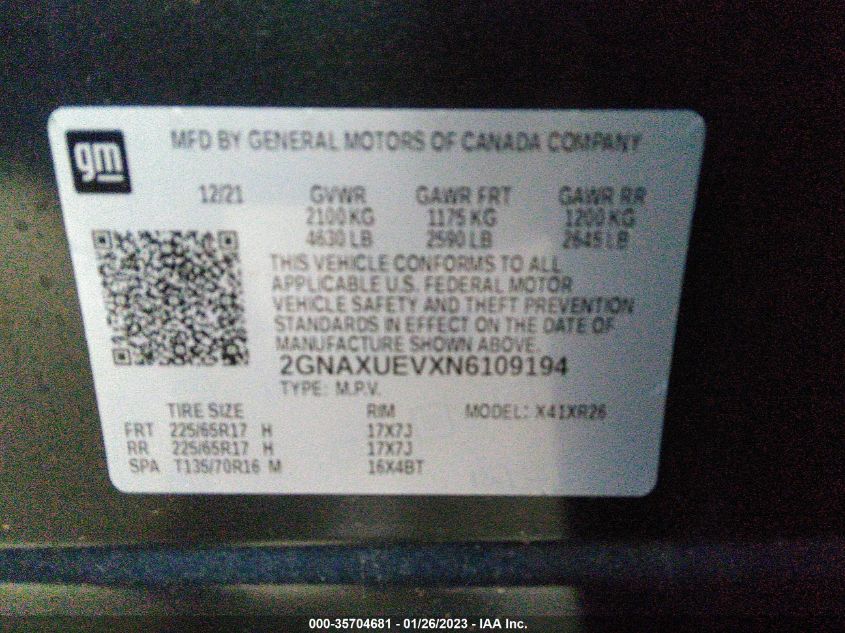 gm
MFD BY GENERAL MOTORS OF CANADA COMPANY
12/21 GVWR GAWR FRT GAWR RR
2100 KG 1175 KG 1200 KG
4630 LB 2590 LB 2645 LB
THIS VEHICLE CONFORMS TO ALL
APPLICABLE U.S. FEDERAL MOTOR
VEHICLE SAFETY AND THEFT PREVENTION
STANDARDS IN EFFECT ON THE DATE OF
MANUFACTURE SHOWN ABOVE.
2GNAXUEVXN6109194
TYPE: M.P.V.
TIRE SIZE RIM MODEL: X41XR26
FRT 225/65R17 H 17X7J
RR 225/65R17 H 17X7J
SPA T135/70R16 M 16X4BT
000-35704681 - 01/26/2023 - IAA Inc.